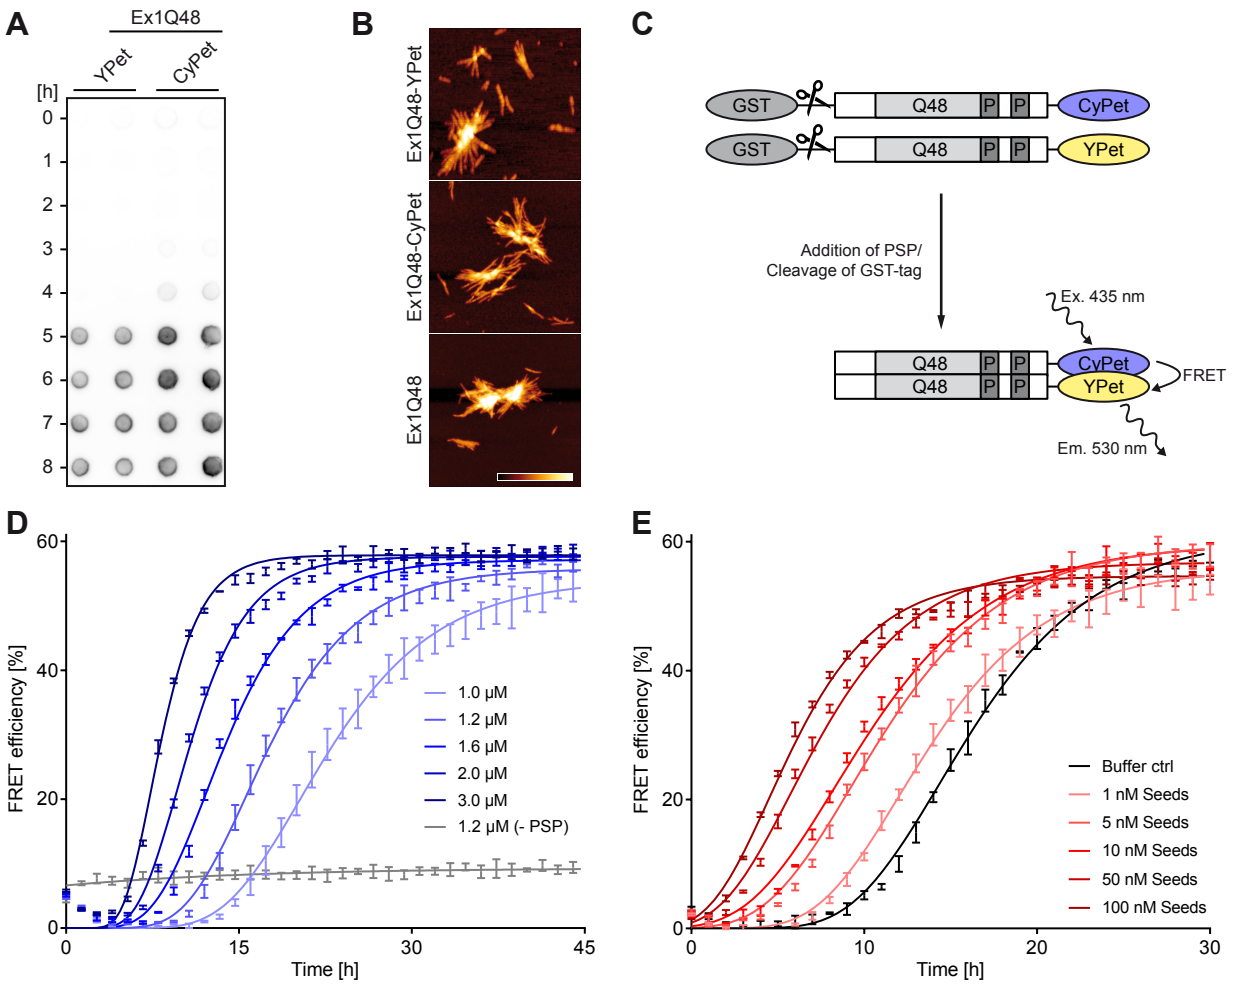 A
Ex1Q48
YPet
CyPet
[h]
0
1
2
3
4
5
6
7
8
B
Ex1Q48-YPet
Ex1Q48-CyPet
Ex1Q48
C
GST
Q48
P
P
CyPet
GST
Q48
P
P
YPet
Addition of PSP/
Cleavage of GST-tag
Ex. 435 nm
Q48
P
P
CyPet
Q48
P
P
YPet
FRET
Em. 530 nm
D
FRET efficiency [%]
60
40
20
0
0
15
30
45
Time [h]
1.0 µM
1.2 µM
1.6 µM
2.0 µM
3.0 µM
1.2 µM (- PSP)
E
FRET efficiency [%]
60
40
20
0
0
10
20
30
Time [h]
Buffer ctrl
1 nM Seeds
5 nM Seeds
10 nM Seeds
50 nM Seeds
100 nM Seeds